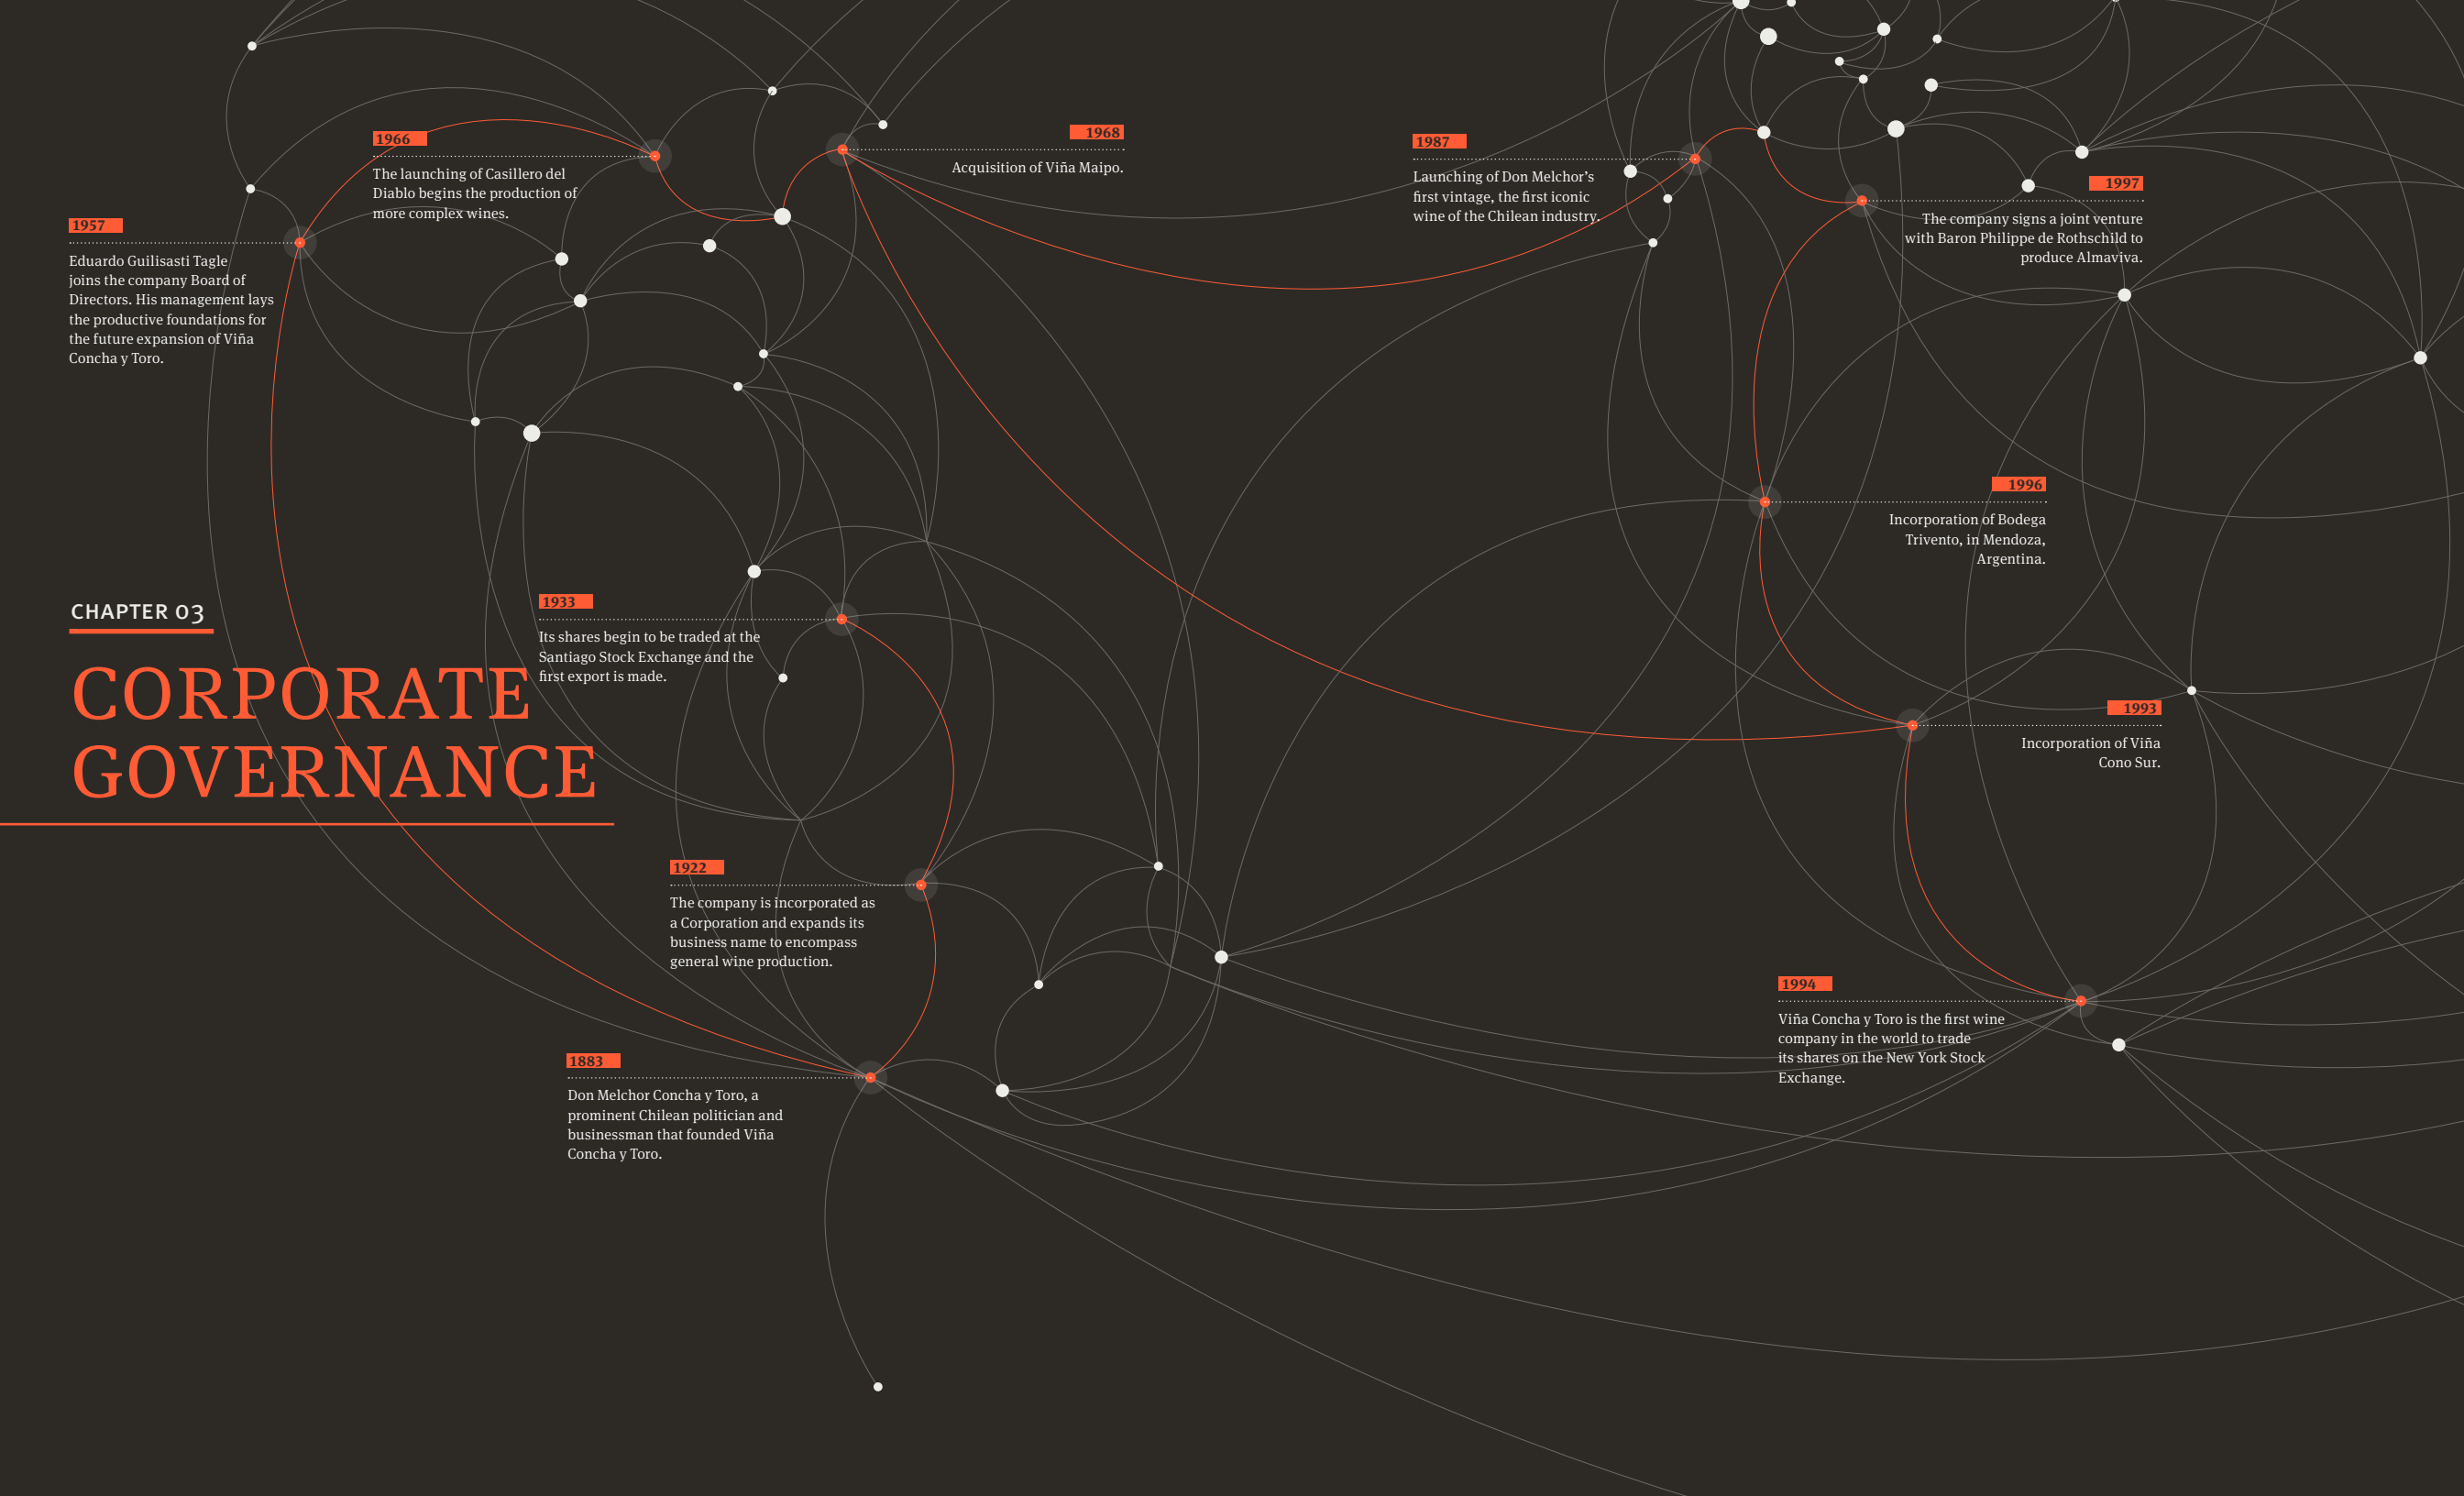 1966
The launching of Casillero del
Diablo begins the production of
more complex wines.
1968
Acquisition of Viña Maipo.
1987
Launching of Don Melchor’s
first vintage, the first iconic
wine of the Chilean industry.
1997
The company signs a joint venture
with Baron Philippe de Rothschild to
produce Almaviva.
1957
Eduardo Guilisasti Tagle
joins the company Board of
Directors. His management lays
the productive foundations for
the future expansion of Viña
Concha y Toro.
1996
Incorporation of Bodega
Trivento, in Mendoza,
Argentina.
CHAPTER 03
CORPORATE
GOVERNANCE
1933
Its shares begin to be traded at the
Santiago Stock Exchange and the
first export is made.
1993
Incorporation of Viña
Cono Sur.
1922
The company is incorporated as
a Corporation and expands its
business name to encompass
general wine production.
1994
Viña Concha y Toro is the first wine
company in the world to trade
its shares on the New York Stock
Exchange.
1883
Don Melchor Concha y Toro, a
prominent Chilean politician and
businessman that founded Viña
Concha y Toro.